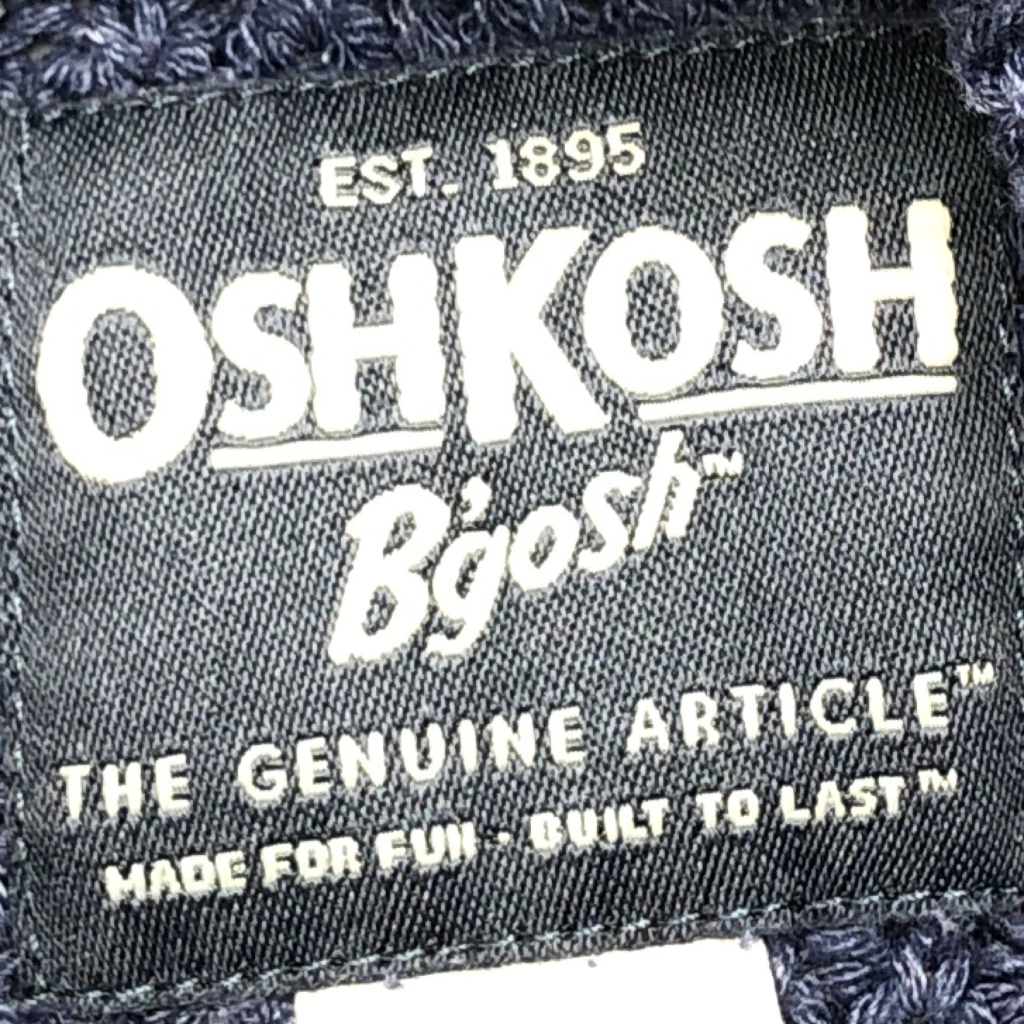 EST. 1895
OSHKOSH
B'gosh™
THE GENUINE ARTICLE™
MADE FOR FUN · BUILT TO LAST™